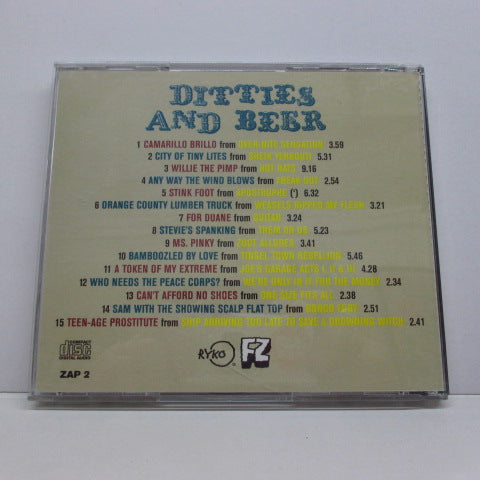 DITTIES
AND BEER
1 CAMARILLO BRILLO from OVER-NITE SENSATION 3.59
2 CITY OF TINY LITES from SHEIK YERBOUTI 5.31
3 WILLIE THE PIMP from HOT RATS 9.16
4 ANY WAY THE WIND BLOWS from FREAK OUT 2.54
5 STINK FOOT from APOSTROPHE (') 6.32
6 ORANGE COUNTY LUMBER TRUCK from WEASELS RIPPED MY FLESH 3.21
7 FOR DUANE from GUITAR 3.24
8 STEVIE'S SPANKING from THEM OR US 5.23
9 MS. PINKY from ZOOT ALLURES 3.41
10 BAMBOOZLED BY LOVE from TINSEL TOWN REBELLION 5.46
11 A TOKEN OF MY EXTREME from JOE'S GARAGE ACTS I, II & III 4.28
12 WHO NEEDS THE PEACE CORPS? from WE'RE ONLY IN IT FOR THE MONEY 2.34
13 CAN'T AFFORD NO SHOES from ONE SIZE FITS ALL 2.38
14 SAM WITH THE SHOWING SCALP FLAT TOP from BONGO FURY 2.51
15 TEEN-AGE PROSTITUTE from SHIP ARRIVING TOO LATE TO SAVE A DROWNING WITCH 2.41
COMPACT
disc
DIGITAL AUDIO
RYKO
FZ
ZAP 2